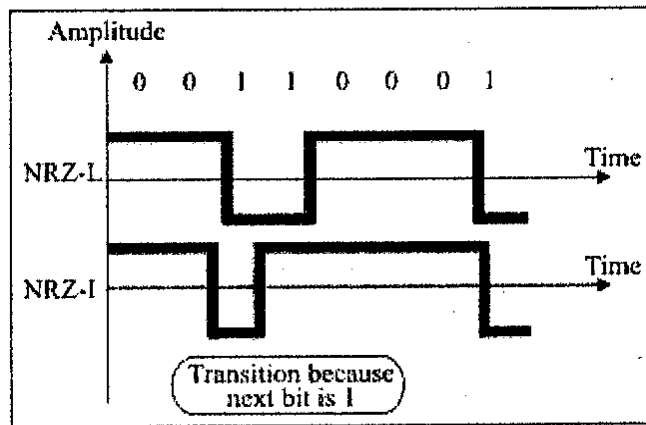 Amplitude
0 0 1 1 0 0 0 1
Time
NRZ-L
Time
NRZ-I
Transition because
next bit is 1